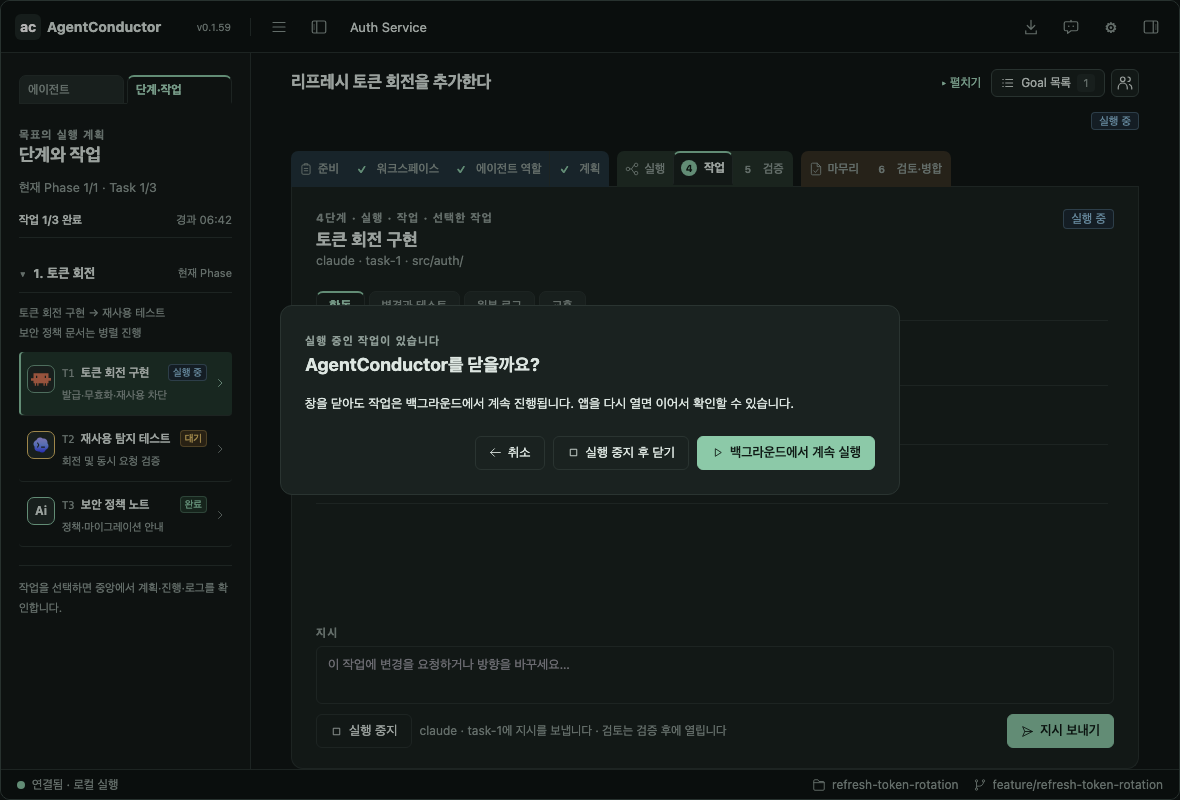 ac AgentConductor v0.1.59 Auth Service
에이전트 단계·작업
목표의 실행 계획
단계와 작업
현재 Phase 1/1 · Task 1/3
작업 1/3 완료 경과 06:42
▾ 1. 토큰 회전 현재 Phase
토큰 회전 구현 → 재사용 테스트
보안 정책 문서는 병렬 진행
T1 토큰 회전 구현 실행 중
발급·무효화·재사용 차단
T2 재사용 탐지 테스트 대기
회전 및 동시 요청 검증
Ai T3 보안 정책 노트 완료
정책·마이그레이션 안내
작업을 선택하면 중앙에서 계획·진행·로그를 확
인합니다.
리프레시 토큰 회전을 추가한다
▸ 펼치기 Goal 목록 1
실행 중
준비 ✓ 워크스페이스 ✓ 에이전트 역할 ✓ 계획 실행 4 작업 5 검증 마무리 6 검토·병합
4단계 · 실행 · 작업 · 선택한 작업
실행 중
토큰 회전 구현
claude · task-1 · src/auth/
활동 변경과 테스트 원본 로그
실행 중인 작업이 있습니다
AgentConductor를 닫을까요?
창을 닫아도 작업은 백그라운드에서 계속 진행됩니다. 앱을 다시 열면 이어서 확인할 수 있습니다.
← 취소 실행 중지 후 닫기 백그라운드에서 계속 실행
지시
이 작업에 변경을 요청하거나 방향을 바꾸세요...
실행 중지 claude · task-1에 지시를 보냅니다 · 검토는 검증 후에 열립니다 지시 보내기
연결됨 · 로컬 실행 refresh-token-rotation feature/refresh-token-rotation